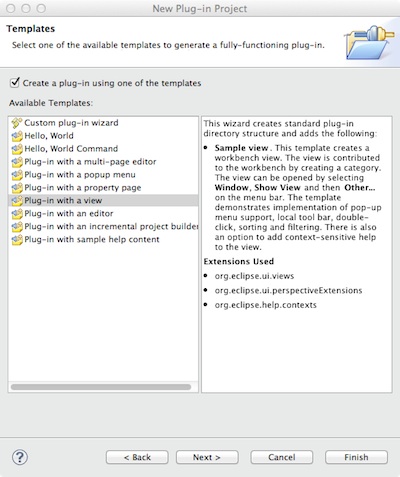 New Plug-in Project
Templates
Select one of the available templates to generate a fully-functioning plug-in.
Create a plug-in using one of the templates
Available Templates:
Custom plug-in wizard
Hello, World
Hello, World Command
Plug-in with a multi-page editor
Plug-in with a popup menu
Plug-in with a property page
Plug-in with a view
Plug-in with an editor
Plug-in with an incremental project builder
Plug-in with sample help content
This wizard creates standard plug-in
directory structure and adds the following:
• Sample view. This template creates a
workbench view. The view is contributed
to the workbench by creating a category.
The view can be opened by selecting
Window, Show View and then Other...
on the menu bar. The template
demonstrates implementation of pop-up
menu support, local tool bar, double-
click, sorting and filtering. There is also
an option to add context-sensitive help
to the view.
Extensions Used
• org.eclipse.ui.views
• org.eclipse.ui.perspectiveExtensions
• org.eclipse.help.contexts
?
< Back
Next >
Cancel
Finish